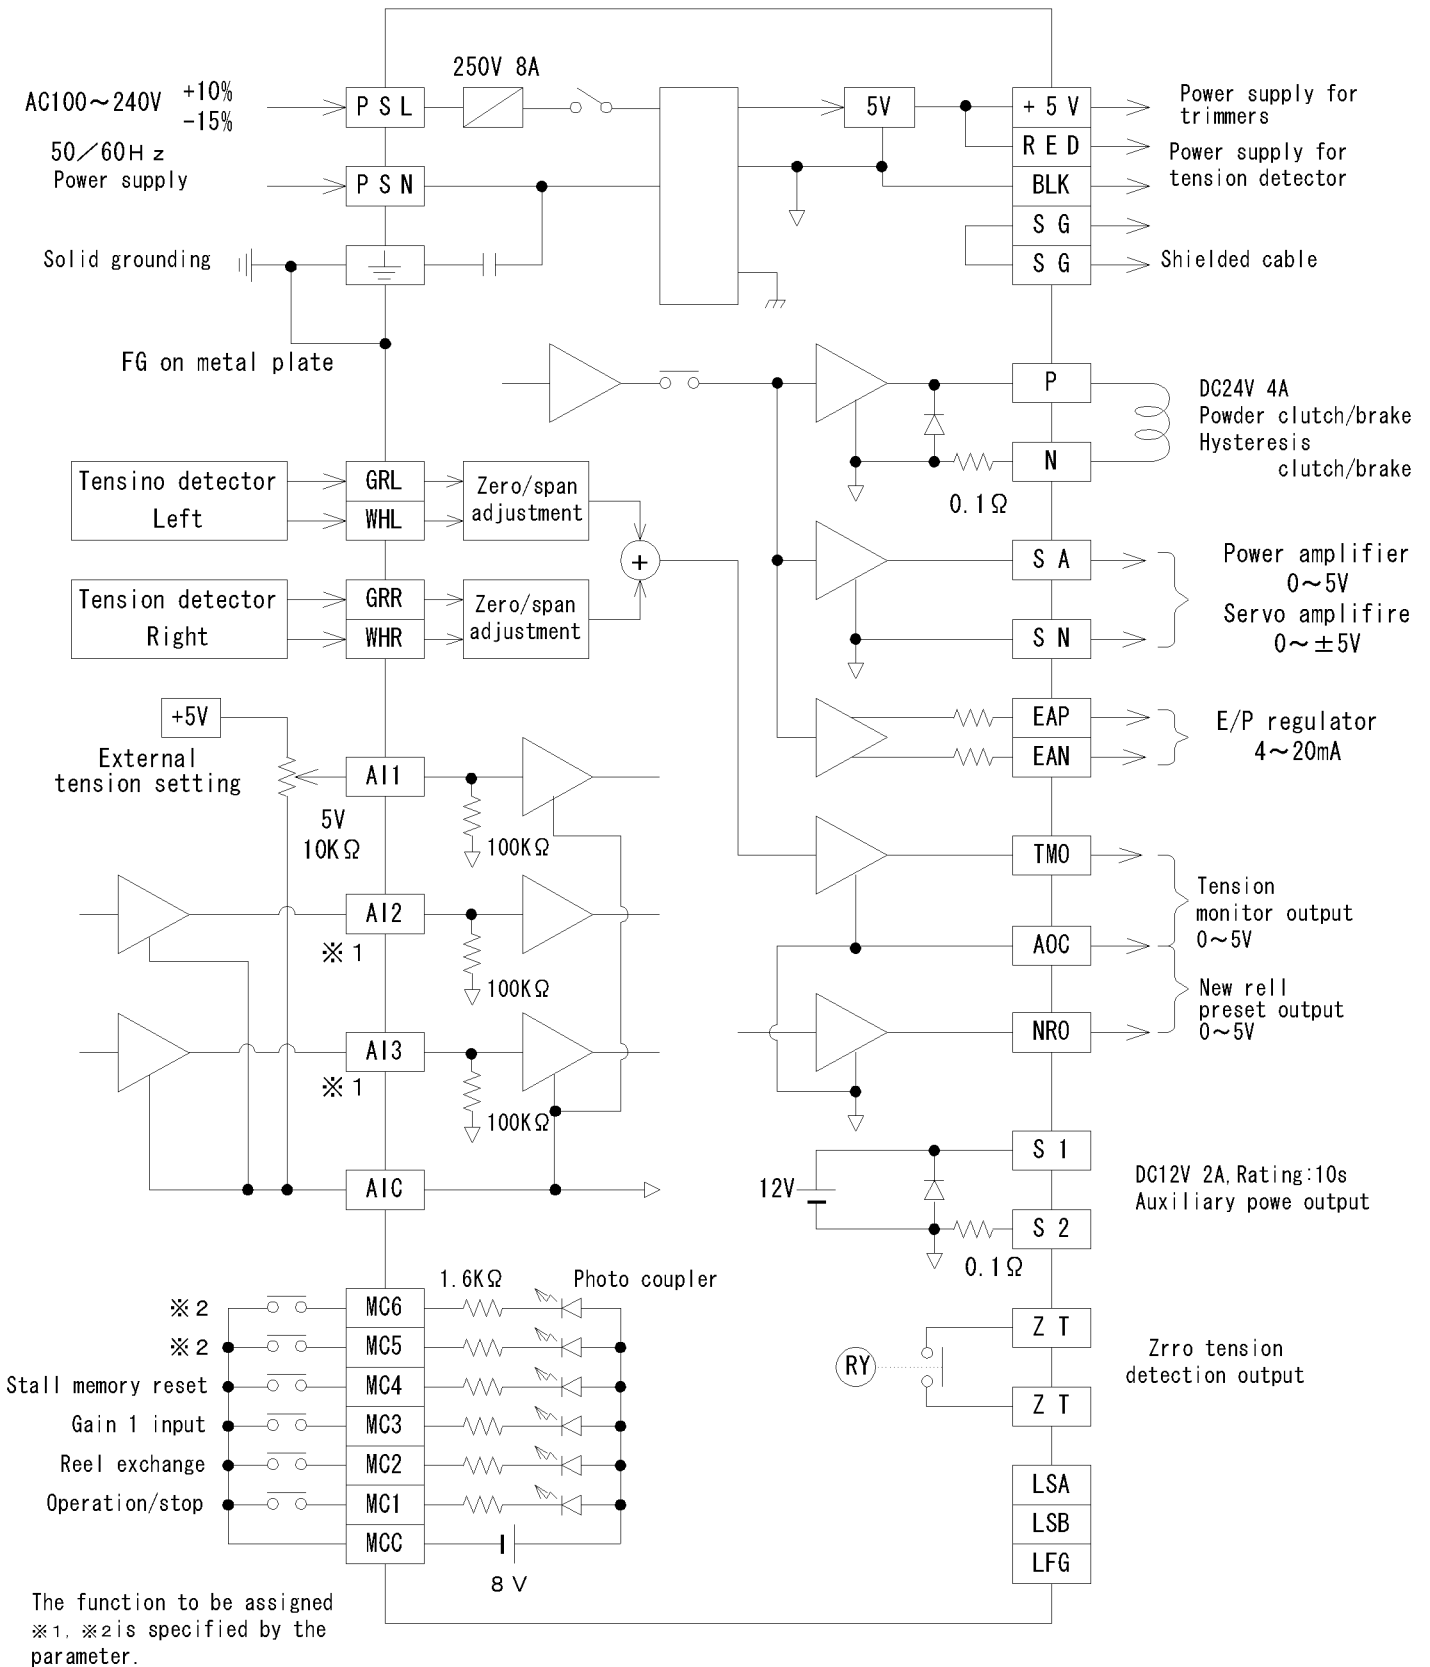 250V 8A
AC100～240V +10%
-15%
50／60Hz
Power supply
PSL
PSN
Solid grounding
FG on metal plate
5V
+5V
RED
BLK
SG
SG
Power supply for
trimmers
Power supply for
tension detector
Shielded cable
P
N
0.1Ω
DC24V 4A
Powder clutch/brake
Hysteresis
clutch/brake
Tensino detector
Left
GRL
WHL
Zero/span
adjustment
+
Tension detector
Right
GRR
WHR
Zero/span
adjustment
SA
SN
Power amplifier
0～5V
Servo amplifire
0～±5V
EAP
EAN
E/P regulator
4～20mA
+5V
External
tension setting
5V
10KΩ
AI1
100KΩ
AI2
※1
100KΩ
AI3
※1
100KΩ
AIC
TMO
AOC
NRO
Tension
monitor output
0～5V
New rell
preset output
0～5V
12V
S1
S2
0.1Ω
DC12V 2A,Rating:10s
Auxiliary powe output
1.6KΩ
Photo coupler
※2
MC6
※2
MC5
Stall memory reset
MC4
Gain 1 input
MC3
Reel exchange
MC2
Operation/stop
MC1
MCC
8V
RY
ZT
ZT
Zrro tension
detection output
LSA
LSB
LFG
The function to be assigned
※1, ※2is specified by the
parameter.